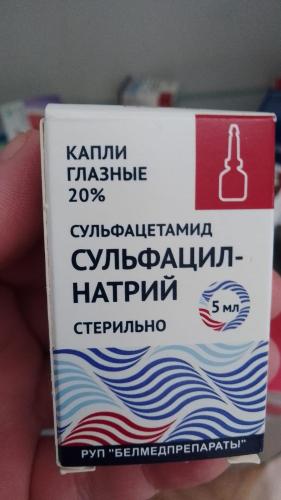 КАПЛИ
ГЛАЗНЫЕ
20%
СУЛЬФАЦЕТАМИД
СУЛЬФАЦИЛ-
НАТРИЙ
5 мл
СТЕРИЛЬНО
РУП "БЕЛМЕДПРЕПАРАТЫ"